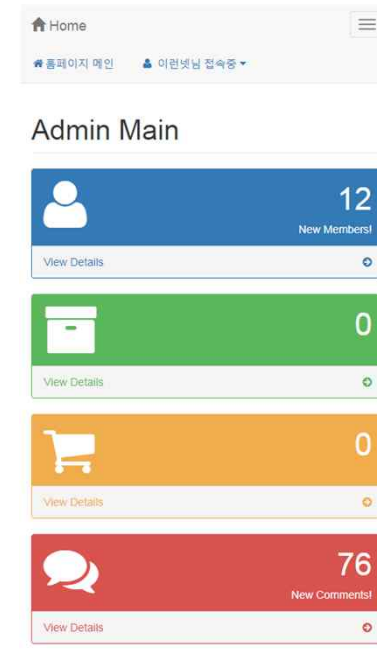 Home
홈페이지 메인 이런넷님 접속중
Admin Main
12
New Members!
View Details
0
View Details
0
View Details
76
New Comments!
View Details